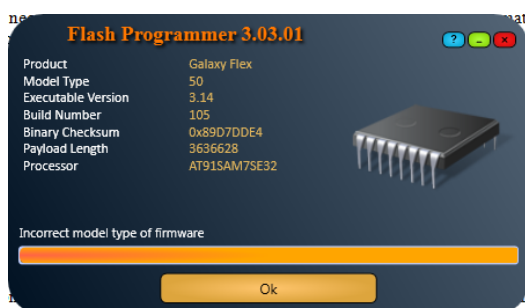 Flash Programmer 3.03.01
?
Product Galaxy Flex
Model Type 50
Executable Version 3.14
Build Number 105
Binary Checksum 0x89D7DDE4
Payload Length 3636628
Processor AT91SAM7SE32
Incorrect model type of firmware
Ok